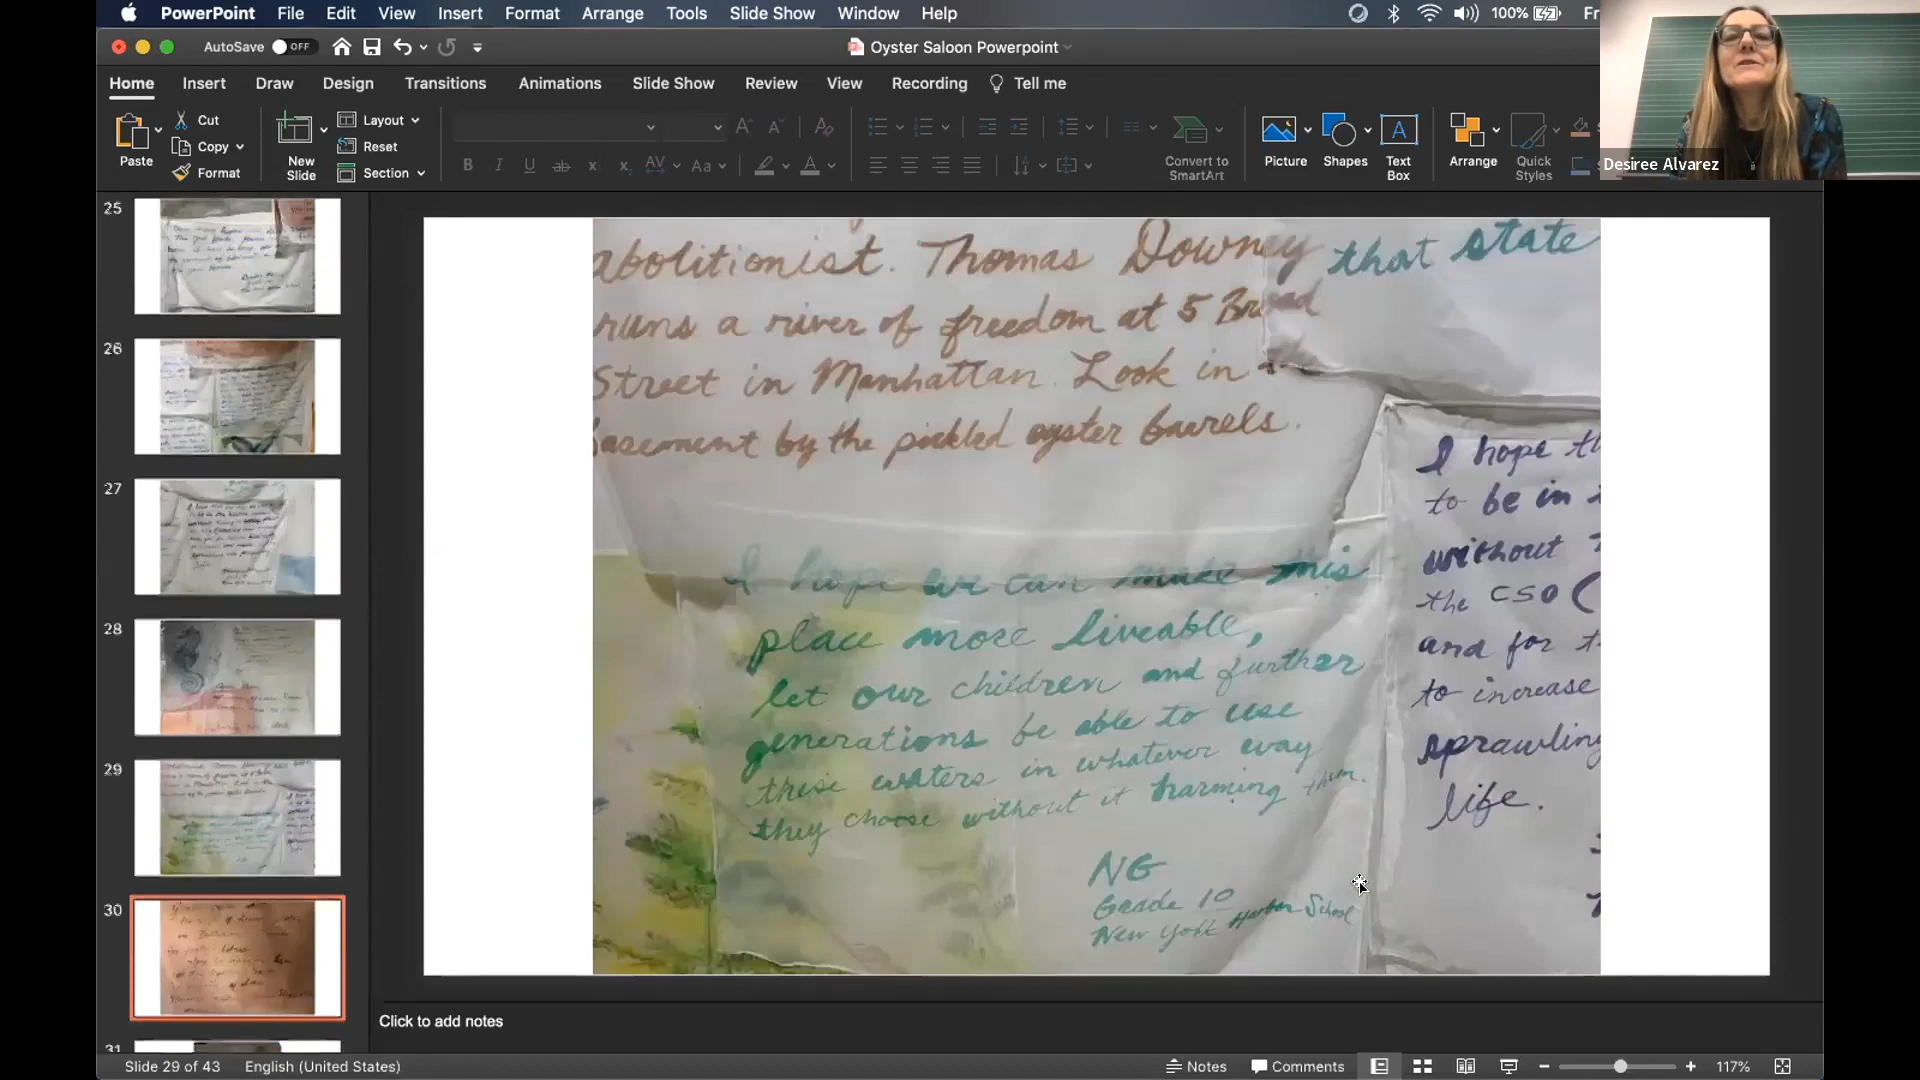 PowerPoint File Edit View Insert Format Arrange Tools Slide Show Window Help 100% Fr
AutoSave OFF Oyster Saloon Powerpoint
Home Insert Draw Design Transitions Animations Slide Show Review View Recording Tell me
Paste Cut Copy Format New Slide Layout Reset Section Convert to SmartArt Picture Shapes Text Box Arrange Quick Styles
Desiree Alvarez
25
26
27
28
29
30
31
abolitionist. Thomas Downey
runs a river of freedom at 5 Broad
Street in Manhattan. Look in
basement by the pickled oyster barrels.
that state
I hope we can make this
place more liveable,
let our children and further
generations be able to use
these waters in whatever way
they choose without it harming them.
NG
Grade 10
New York Harbor School
I hope th
to be in
without
the CSO (
and for t
to increase
sprawling
life.
Click to add notes
Slide 29 of 43 English (United States) Notes Comments 117%